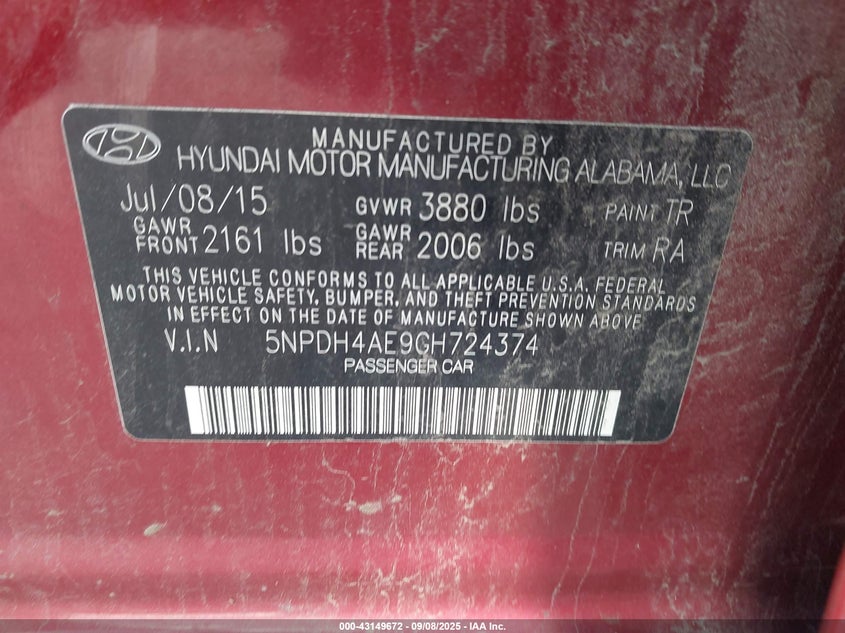 MANUFACTURED BY
HYUNDAI MOTOR MANUFACTURING ALABAMA, LLC
Jul/08/15 GVWR 3880 lbs PAINT TR
GAWR FRONT 2161 lbs GAWR REAR 2006 lbs TRIM RA
THIS VEHICLE CONFORMS TO ALL APPLICABLE U.S.A. FEDERAL
MOTOR VEHICLE SAFETY, BUMPER, AND THEFT PREVENTION STANDARDS
IN EFFECT ON THE DATE OF MANUFACTURE SHOWN ABOVE
V.I.N 5NPDH4AE9GH724374
PASSENGER CAR
000-43149672 - 09/08/2025 - IAA Inc.